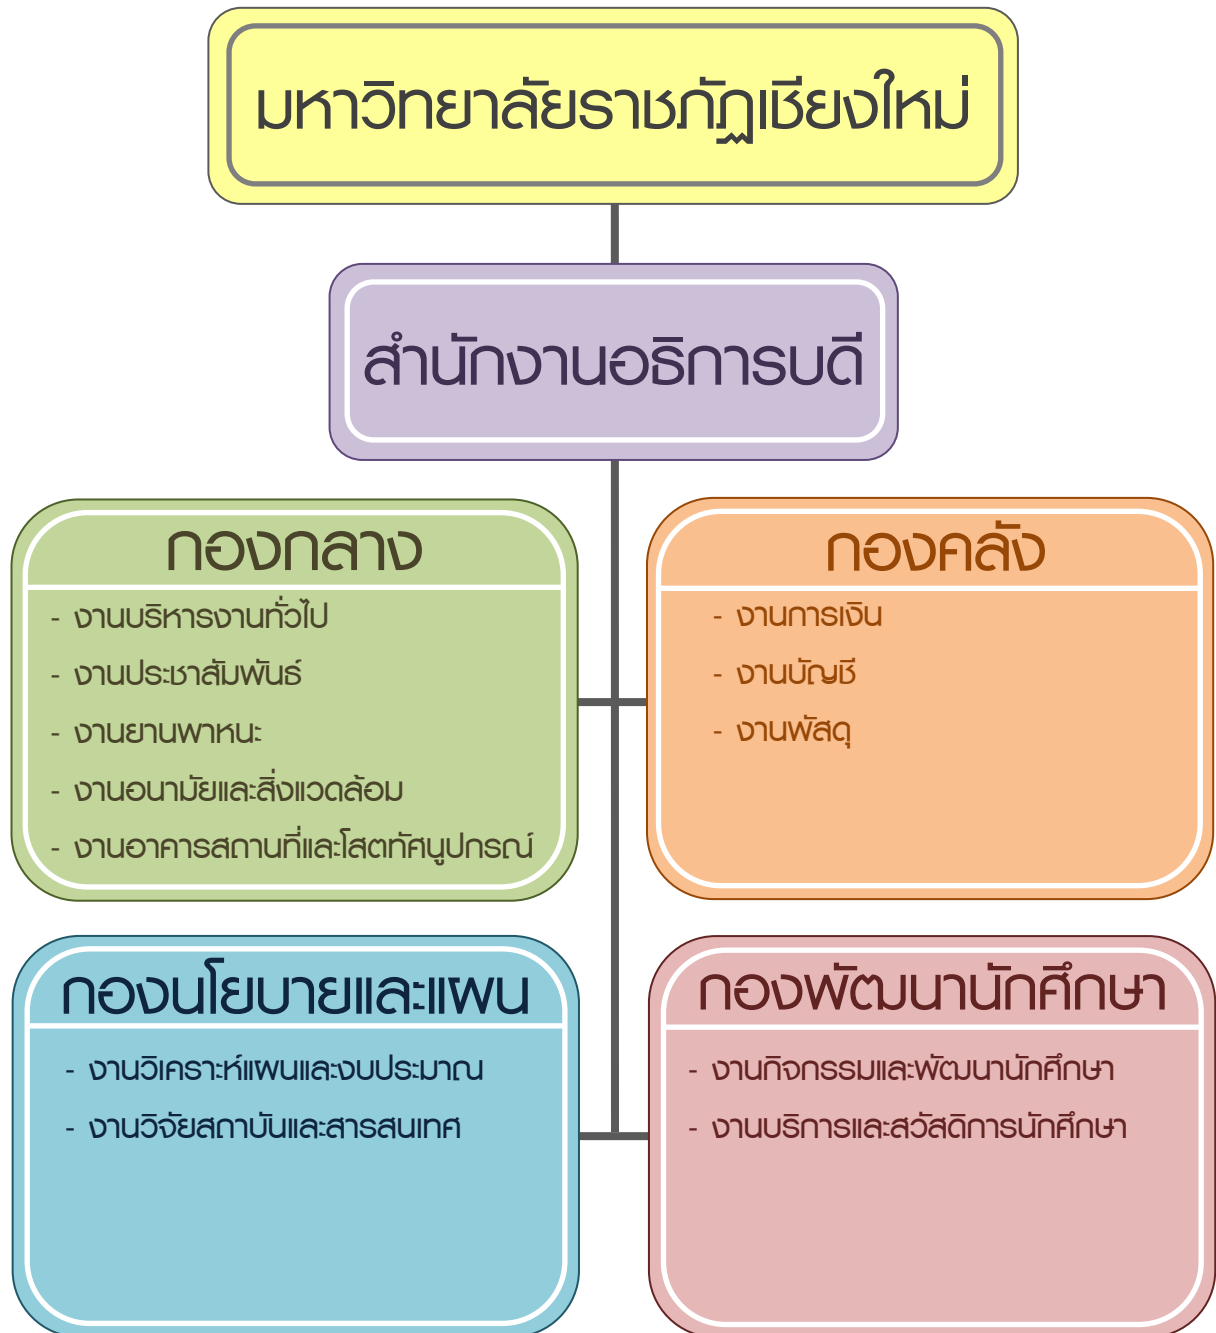 มหาวิทยาลัยราชภัฏเชียงใหม่
สำนักงานอธิการบดี
กองกลาง
- งานบริหารงานทั่วไป
- งานประชาสัมพันธ์
- งานยานพาหนะ
- งานอนามัยและสิ่งแวดล้อม
- งานอาคารสถานที่และโสตทัศนูปกรณ์
กองคลัง
- งานการเงิน
- งานบัญชี
- งานพัสดุ
กองนโยบายและแผน
- งานวิเคราะห์แผนและงบประมาณ
- งานวิจัยสถาบันและสารสนเทศ
กองพัฒนานักศึกษา
- งานกิจกรรมและพัฒนานักศึกษา
- งานบริการและสวัสดิการนักศึกษา